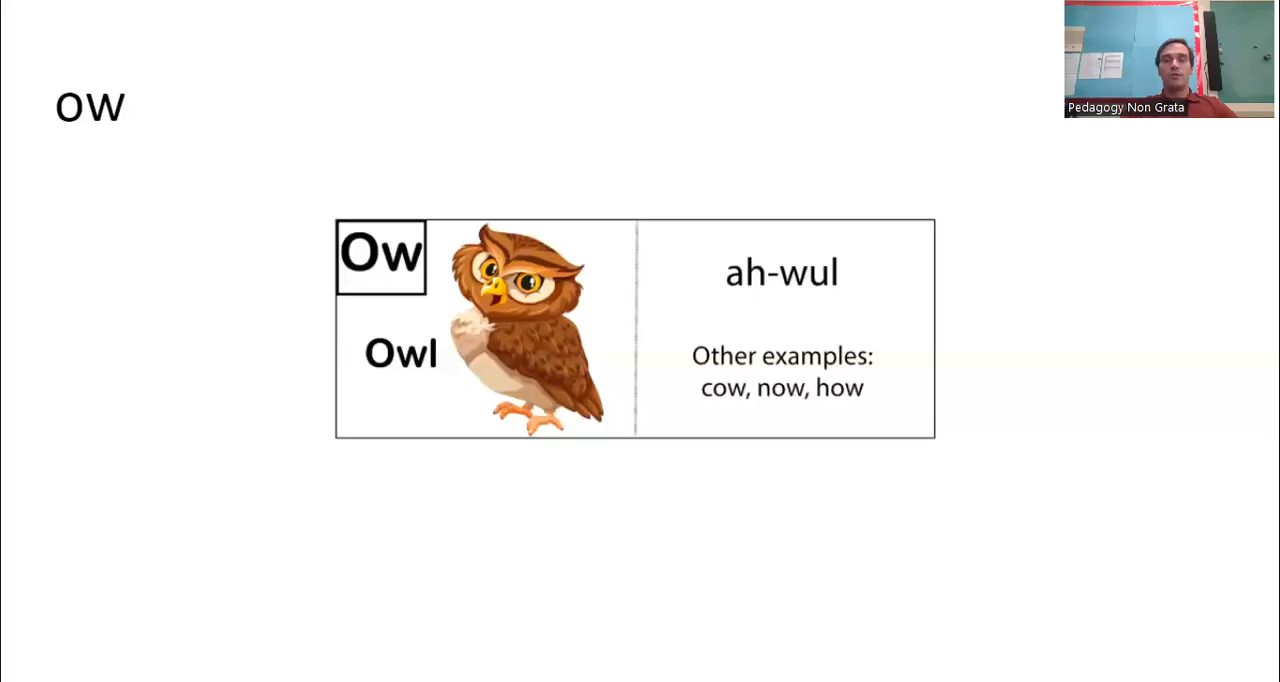 ow
Pedagogy Non Grata
Ow
Owl
ah-wul
Other examples:
cow, now, how